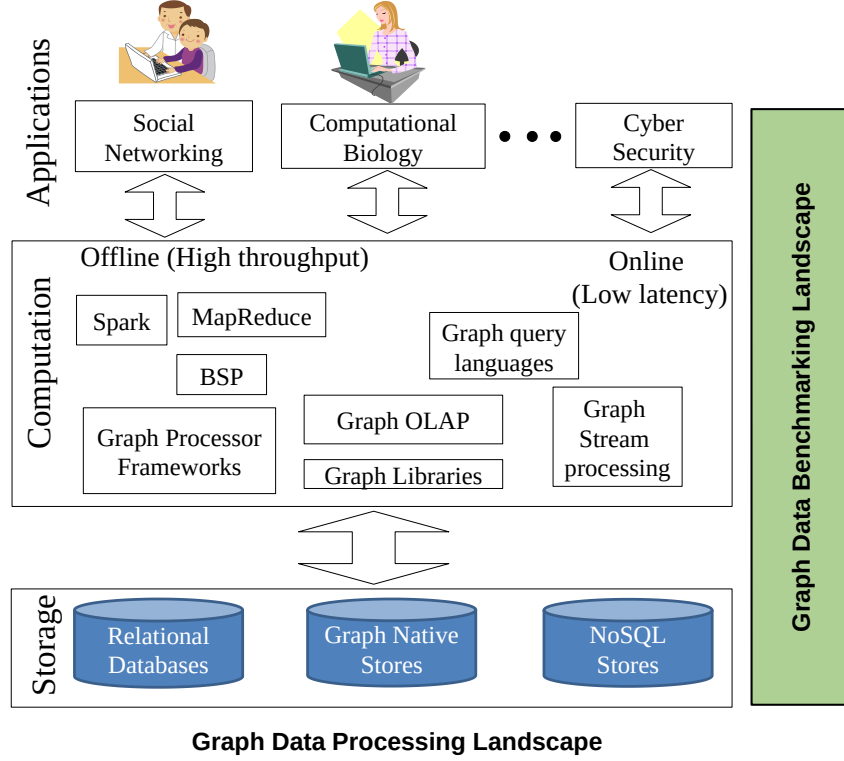 Applications
Social
Networking
Computational
Biology
Cyber
Security
Computation
Offline (High throughput)
Online
(Low latency)
Spark
MapReduce
BSP
Graph query
languages
Graph Processor
Frameworks
Graph OLAP
Graph Libraries
Graph
Stream
processing
Storage
Relational
Databases
Graph Native
Stores
NoSQL
Stores
Graph Data Benchmarking Landscape
Graph Data Processing Landscape